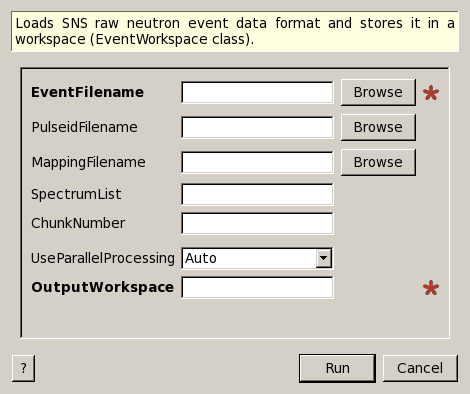 Loads SNS raw neutron event data format and stores it in a
workspace (EventWorkspace class).
EventFilename Browse *
PulseidFilename Browse
MappingFilename Browse
SpectrumList
ChunkNumber
UseParallelProcessing Auto
OutputWorkspace *
? Run Cancel